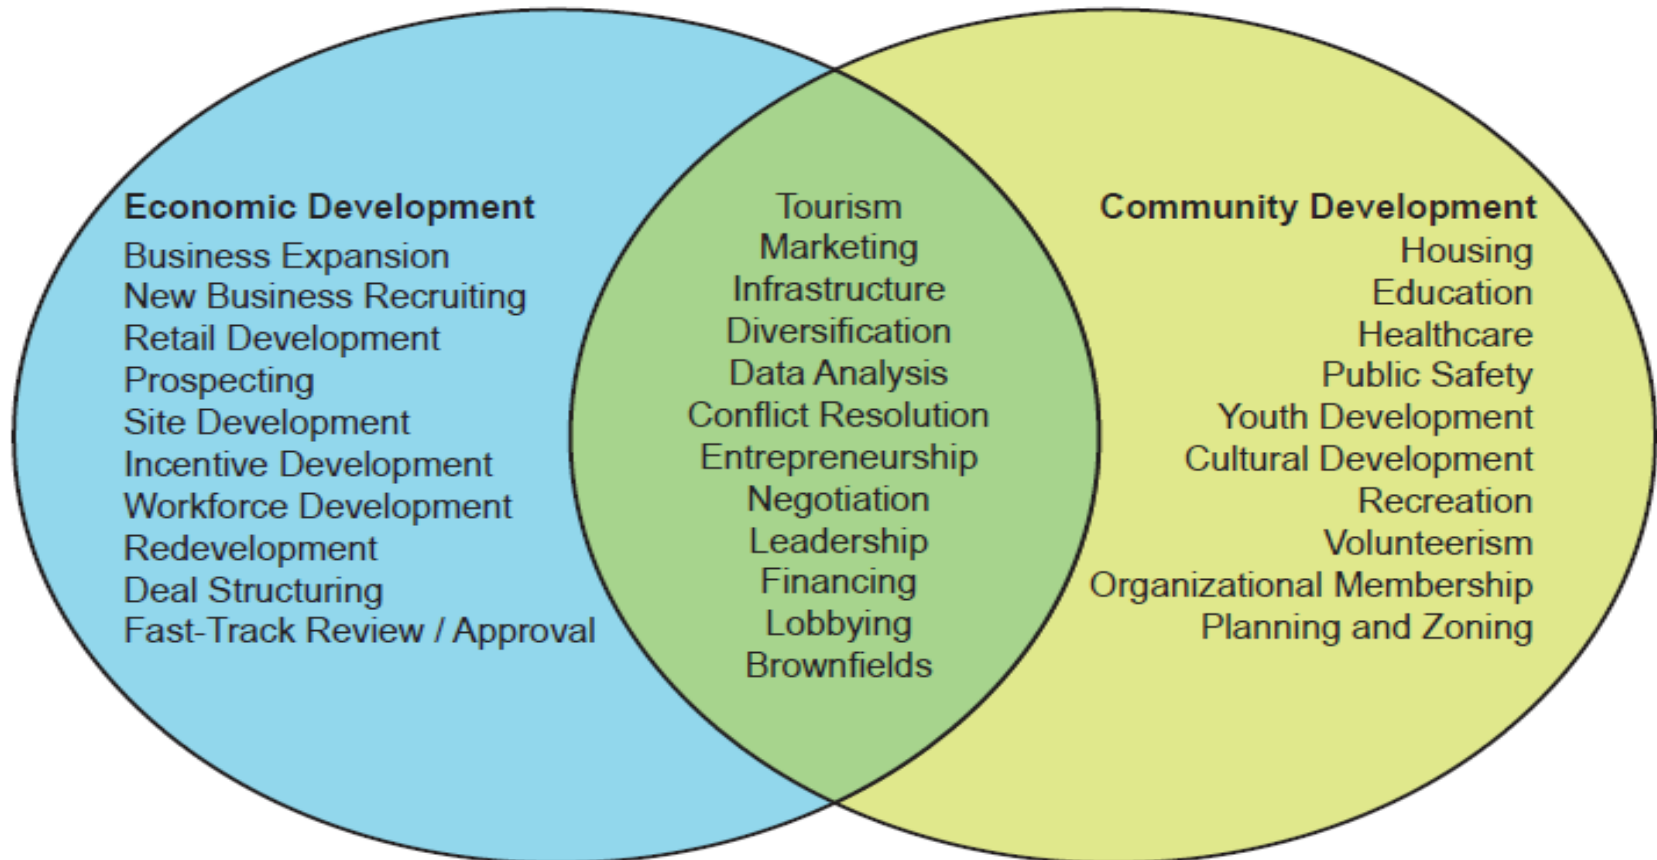 Economic Development
Business Expansion
New Business Recruiting
Retail Development
Prospecting
Site Development
Incentive Development
Workforce Development
Redevelopment
Deal Structuring
Fast-Track Review / Approval
Tourism
Marketing
Infrastructure
Diversification
Data Analysis
Conflict Resolution
Entrepreneurship
Negotiation
Leadership
Financing
Lobbying
Brownfields
Community Development
Housing
Education
Healthcare
Public Safety
Youth Development
Cultural Development
Recreation
Volunteerism
Organizational Membership
Planning and Zoning